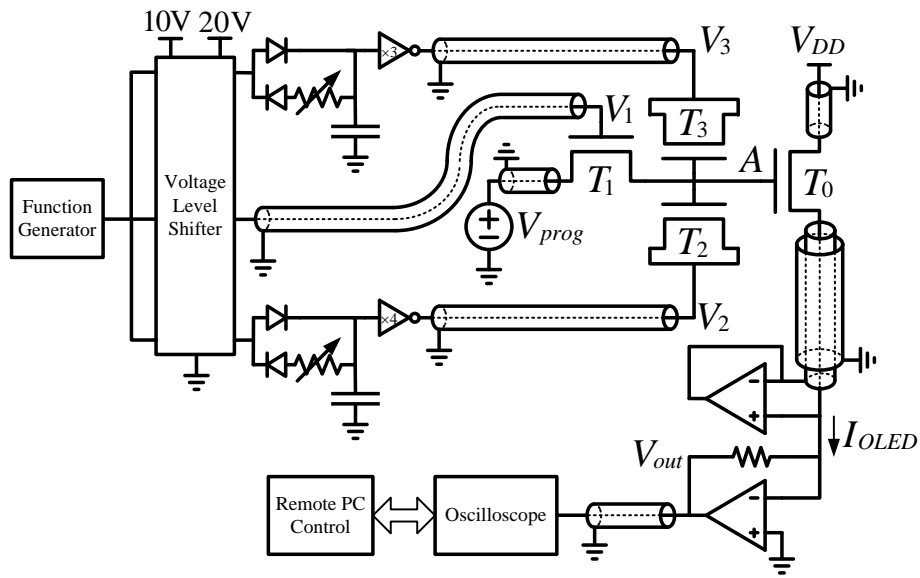 10V 20V
×3
V3
VDD
V1
T3
Voltage
Level
Shifter
A
T1
T0
Function
Generator
Vprog
T2
×4
V2
−
+
IOLED
Vout
Remote PC
Control
Oscilloscope
−
+